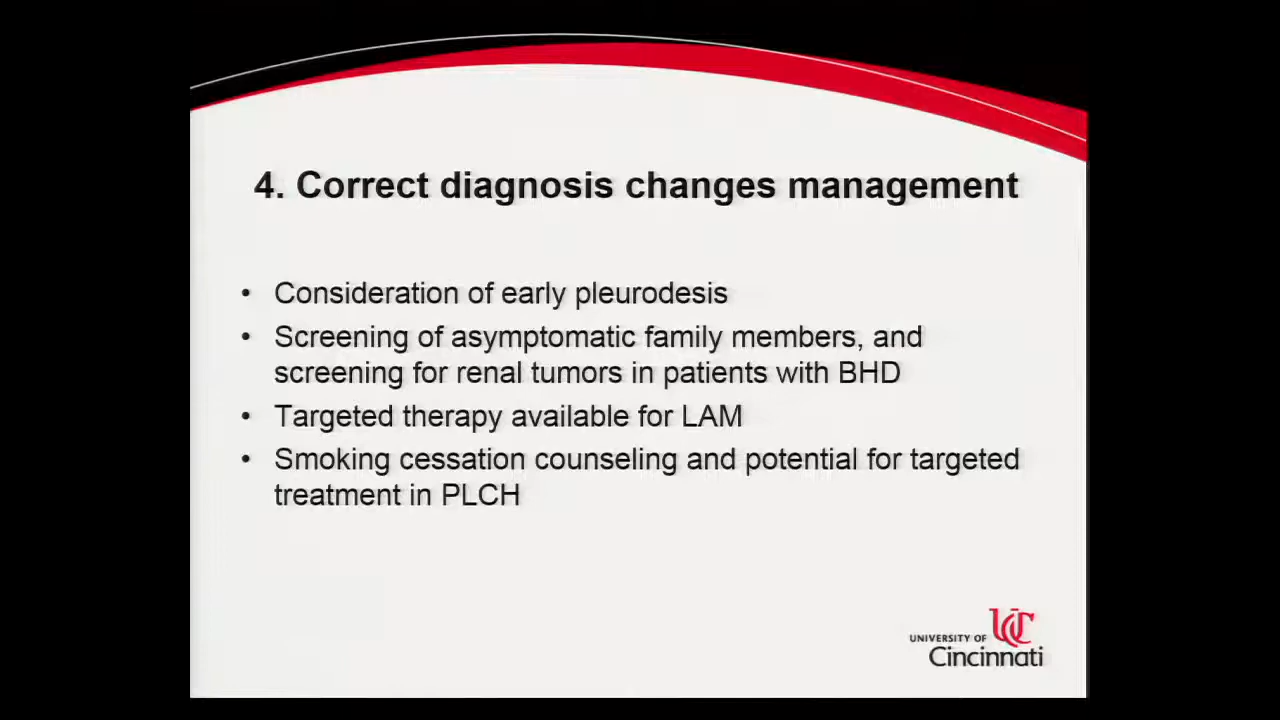 4. Correct diagnosis changes management
• Consideration of early pleurodesis
• Screening of asymptomatic family members, and
screening for renal tumors in patients with BHD
• Targeted therapy available for LAM
• Smoking cessation counseling and potential for targeted
treatment in PLCH
UC
UNIVERSITY OF
Cincinnati